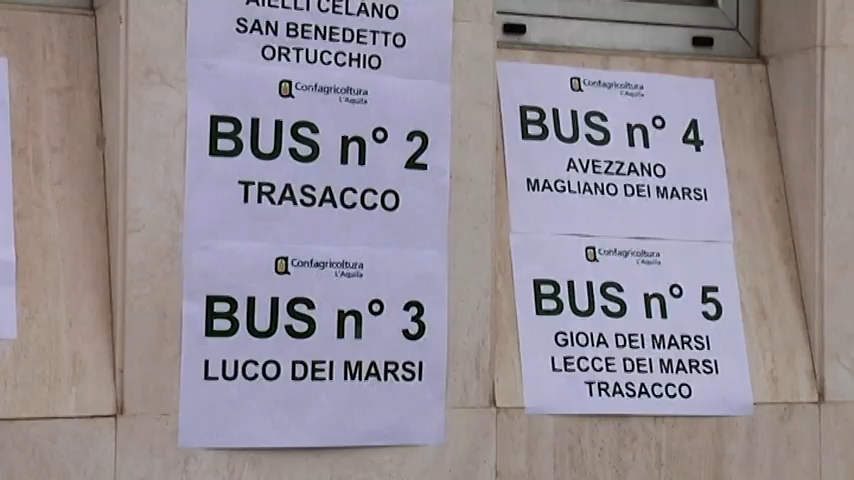 AIELLI CELANO
SAN BENEDETTO
ORTUCCHIO
Confagricoltura
L'Aquila
BUS n° 2
TRASACCO
Confagricoltura
L'Aquila
BUS n° 3
LUCO DEI MARSI
Confagricoltura
L'Aquila
BUS n° 4
AVEZZANO
MAGLIANO DEI MARSI
Confagricoltura
L'Aquila
BUS n° 5
GIOIA DEI MARSI
LECCE DEI MARSI
TRASACCO